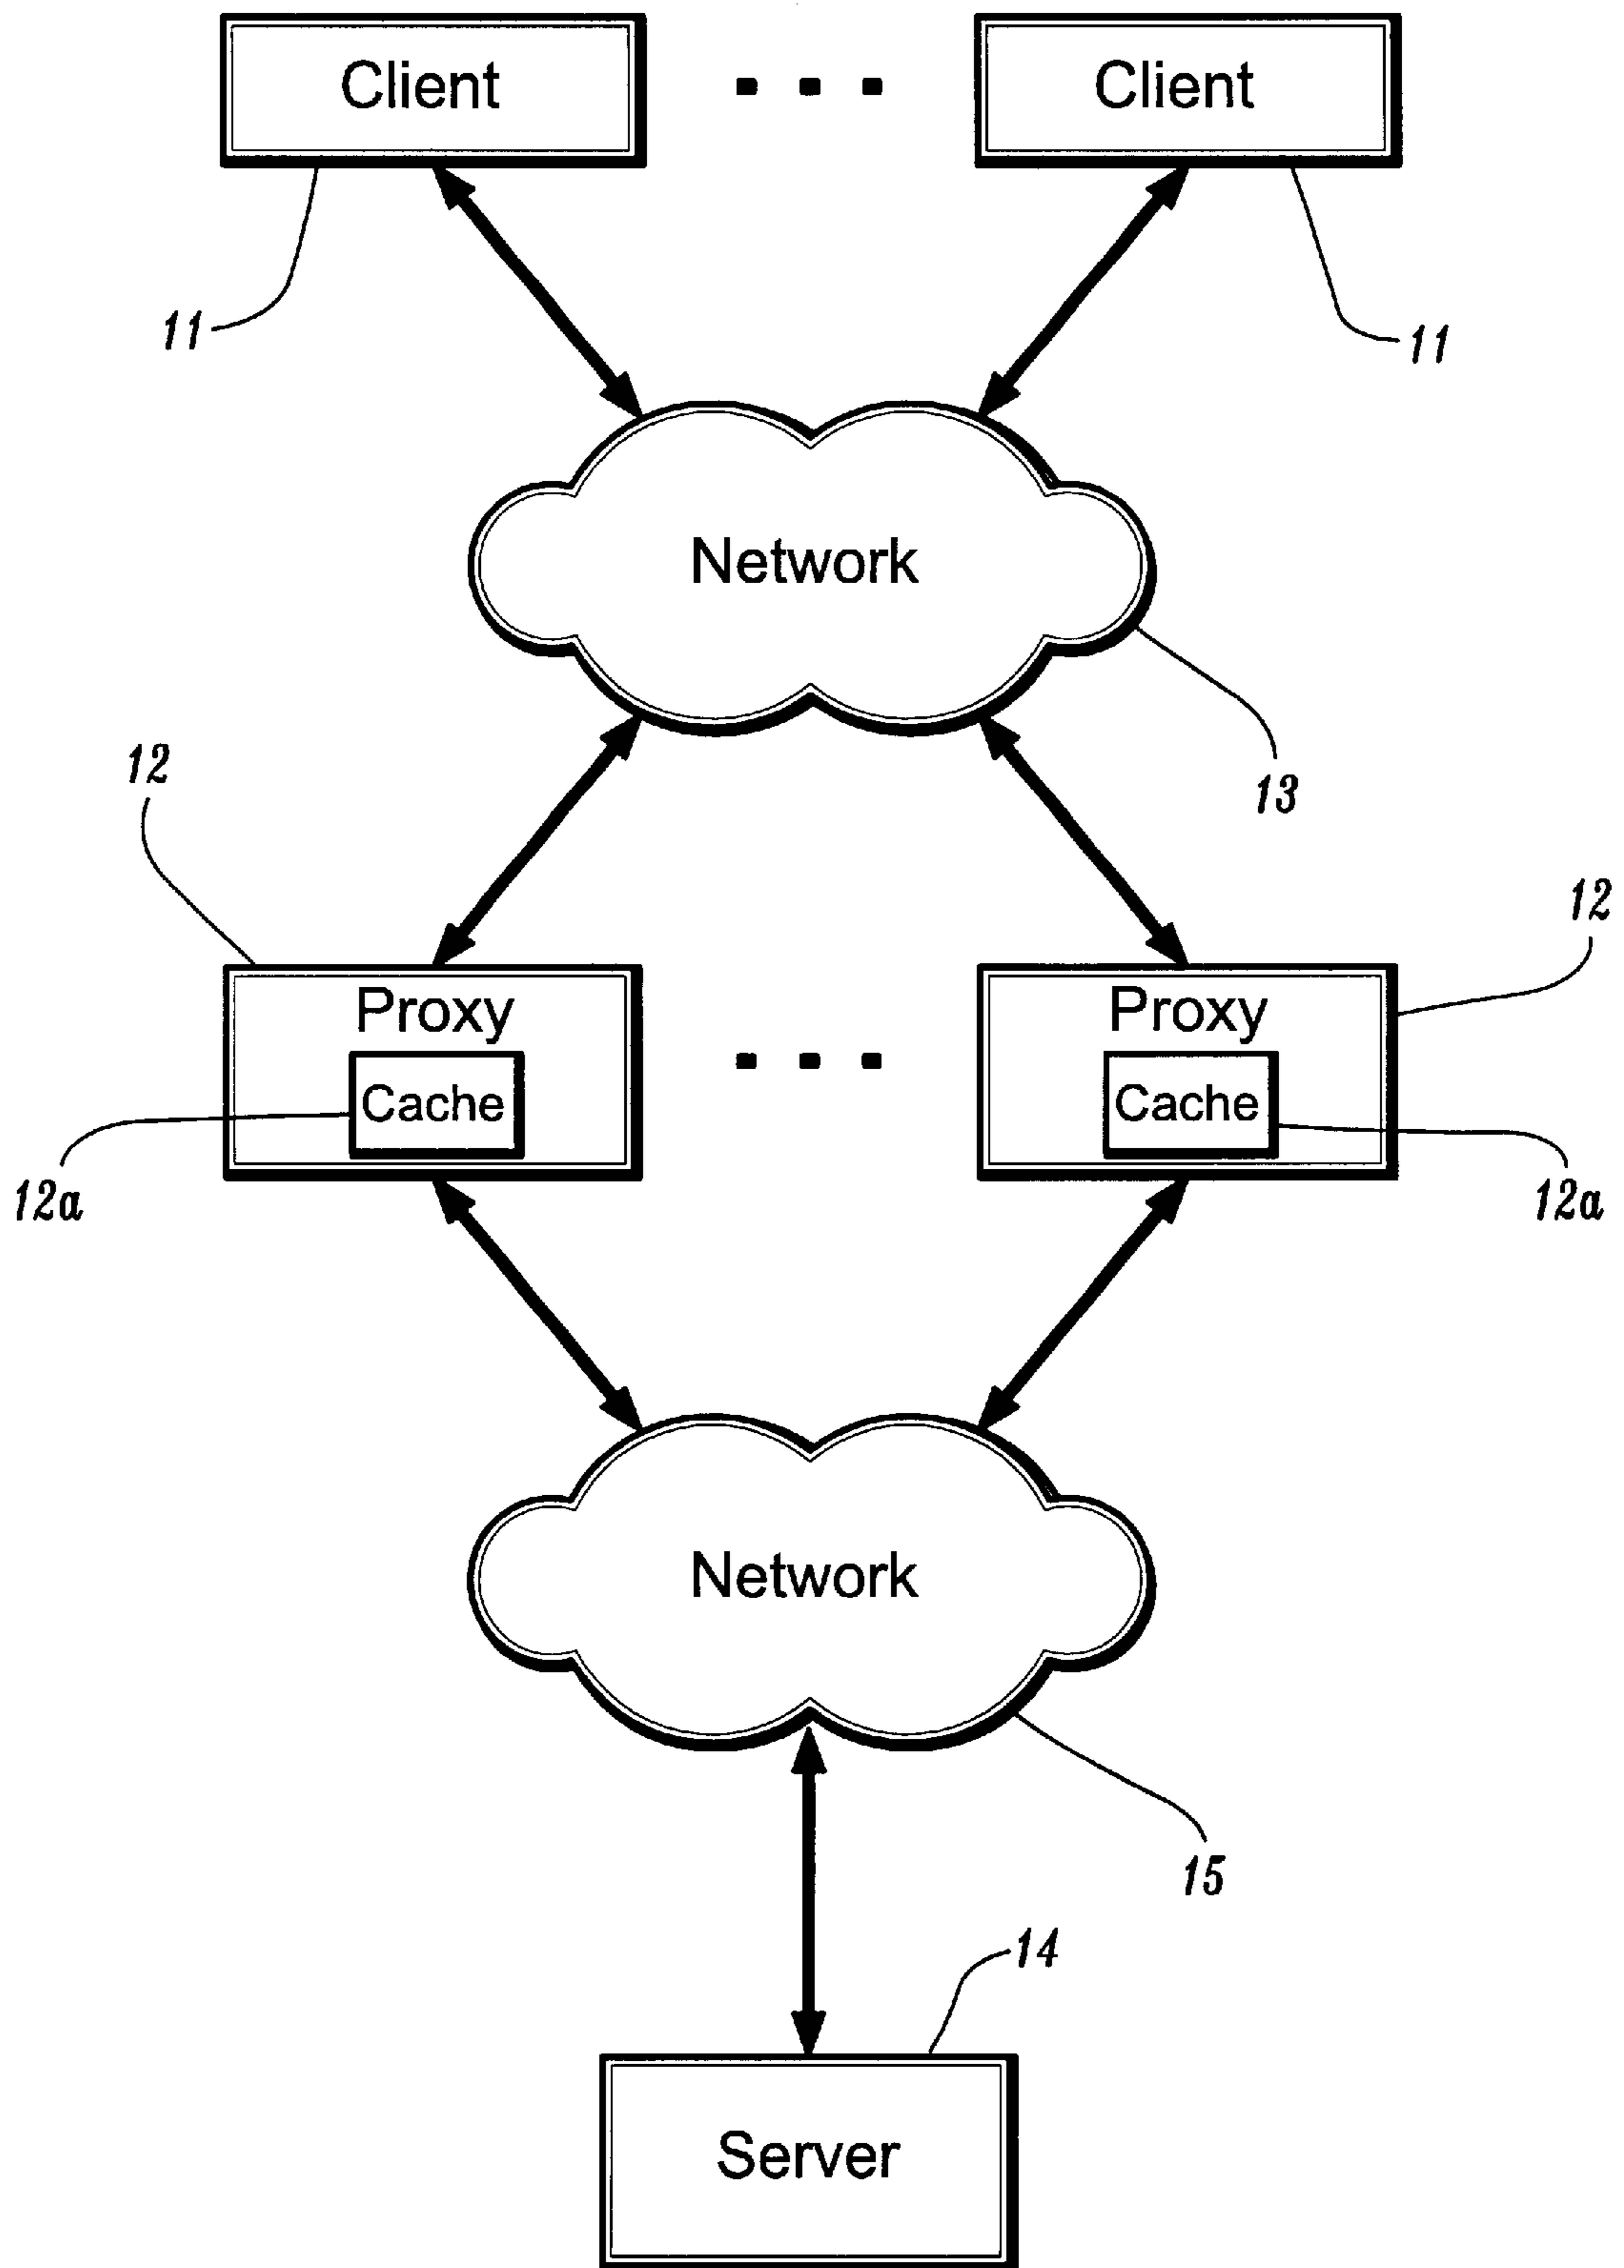 Client ... Client
11 11
Network
13
12
12
Proxy ... Proxy
Cache Cache
12a 12a
Network
15
14
Server